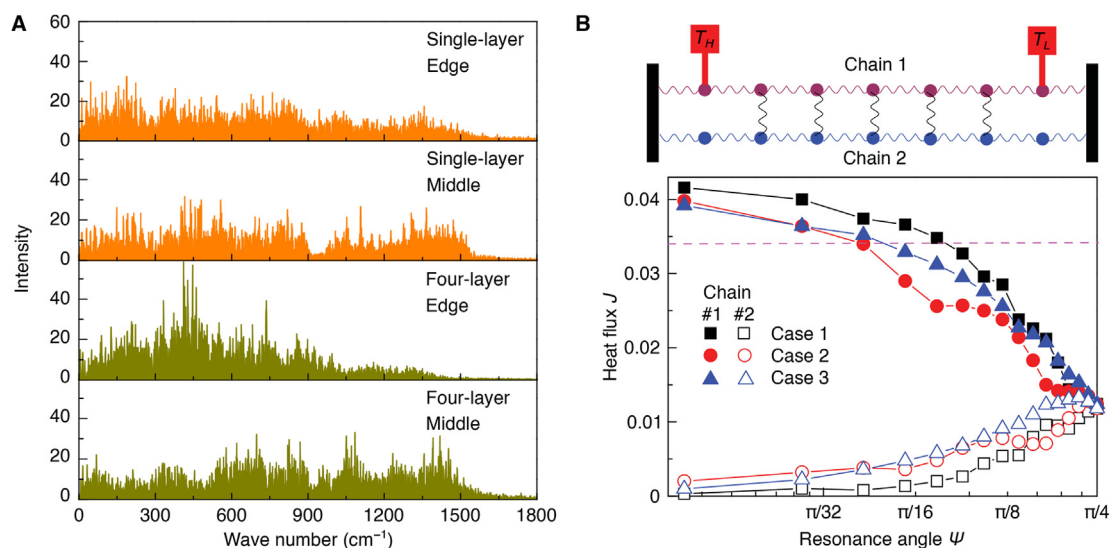 A
60
40
20
0
Single-layer
Edge
40
20
0
Single-layer
Middle
40
20
0
Four-layer
Edge
40
20
0
Four-layer
Middle
0 300 600 900 1200 1500 1800
Wave number (cm⁻¹)
Intensity
B
T_H
T_L
Chain 1
Chain 2
0.04
0.03
0.02
0.01
0
Heat flux J
Chain
#1 #2
Case 1
Case 2
Case 3
π/32 π/16 π/8 π/4
Resonance angle Ψ